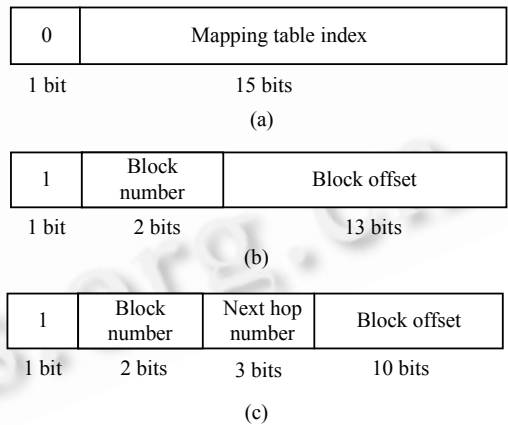 0 Mapping table index
1 bit 15 bits
(a)
1 Block number Block offset
1 bit 2 bits 13 bits
(b)
1 Block number Next hop number Block offset
1 bit 2 bits 3 bits 10 bits
(c)